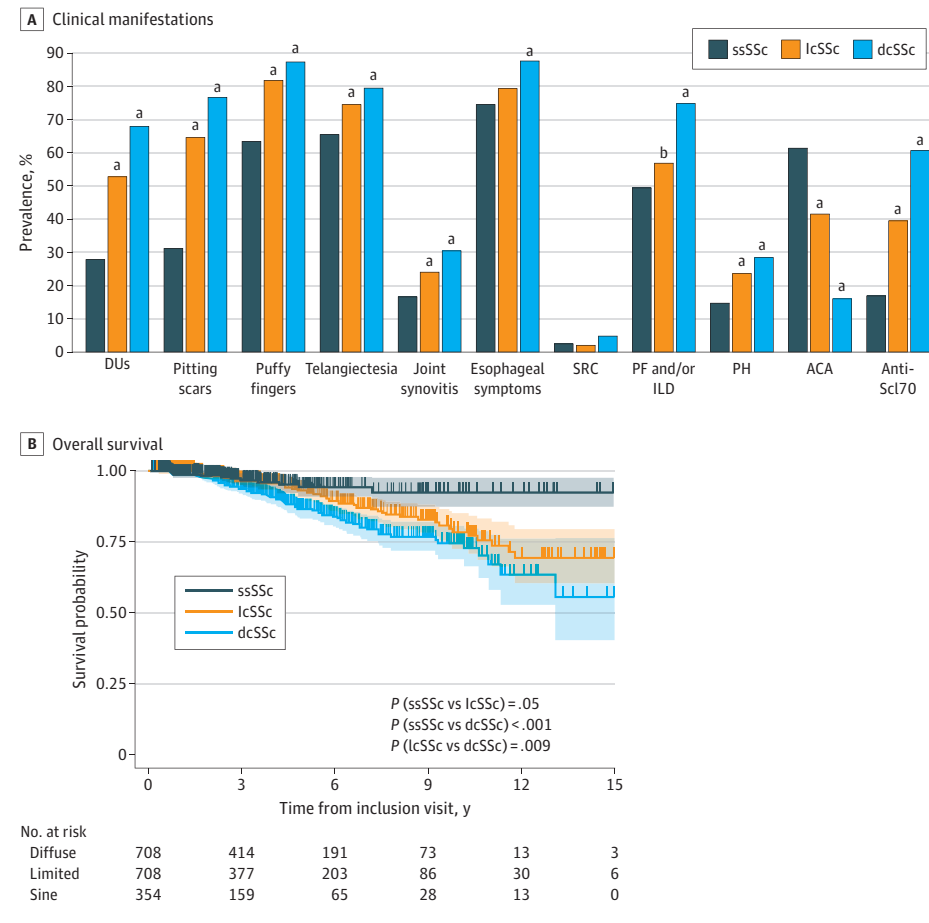 A Clinical manifestations
ssSSc lcSSc dcSSc
90
80
70
60
50
40
30
20
10
0
Prevalence, %
a a
a a
a a
a a
a a
a
b a
a a
a a
a a
DUs
Pitting scars
Puffy fingers
Telangiectesia
Joint synovitis
Esophageal symptoms
SRC
PF and/or ILD
PH
ACA
Anti-Scl70
B Overall survival
1.00
0.75
0.50
0.25
0
Survival probability
ssSSc
lcSSc
dcSSc
P (ssSSc vs lcSSc) = .05
P (ssSSc vs dcSSc) < .001
P (lcSSc vs dcSSc) = .009
0 3 6 9 12 15
Time from inclusion visit, y
No. at risk
Diffuse 708 414 191 73 13 3
Limited 708 377 203 86 30 6
Sine 354 159 65 28 13 0